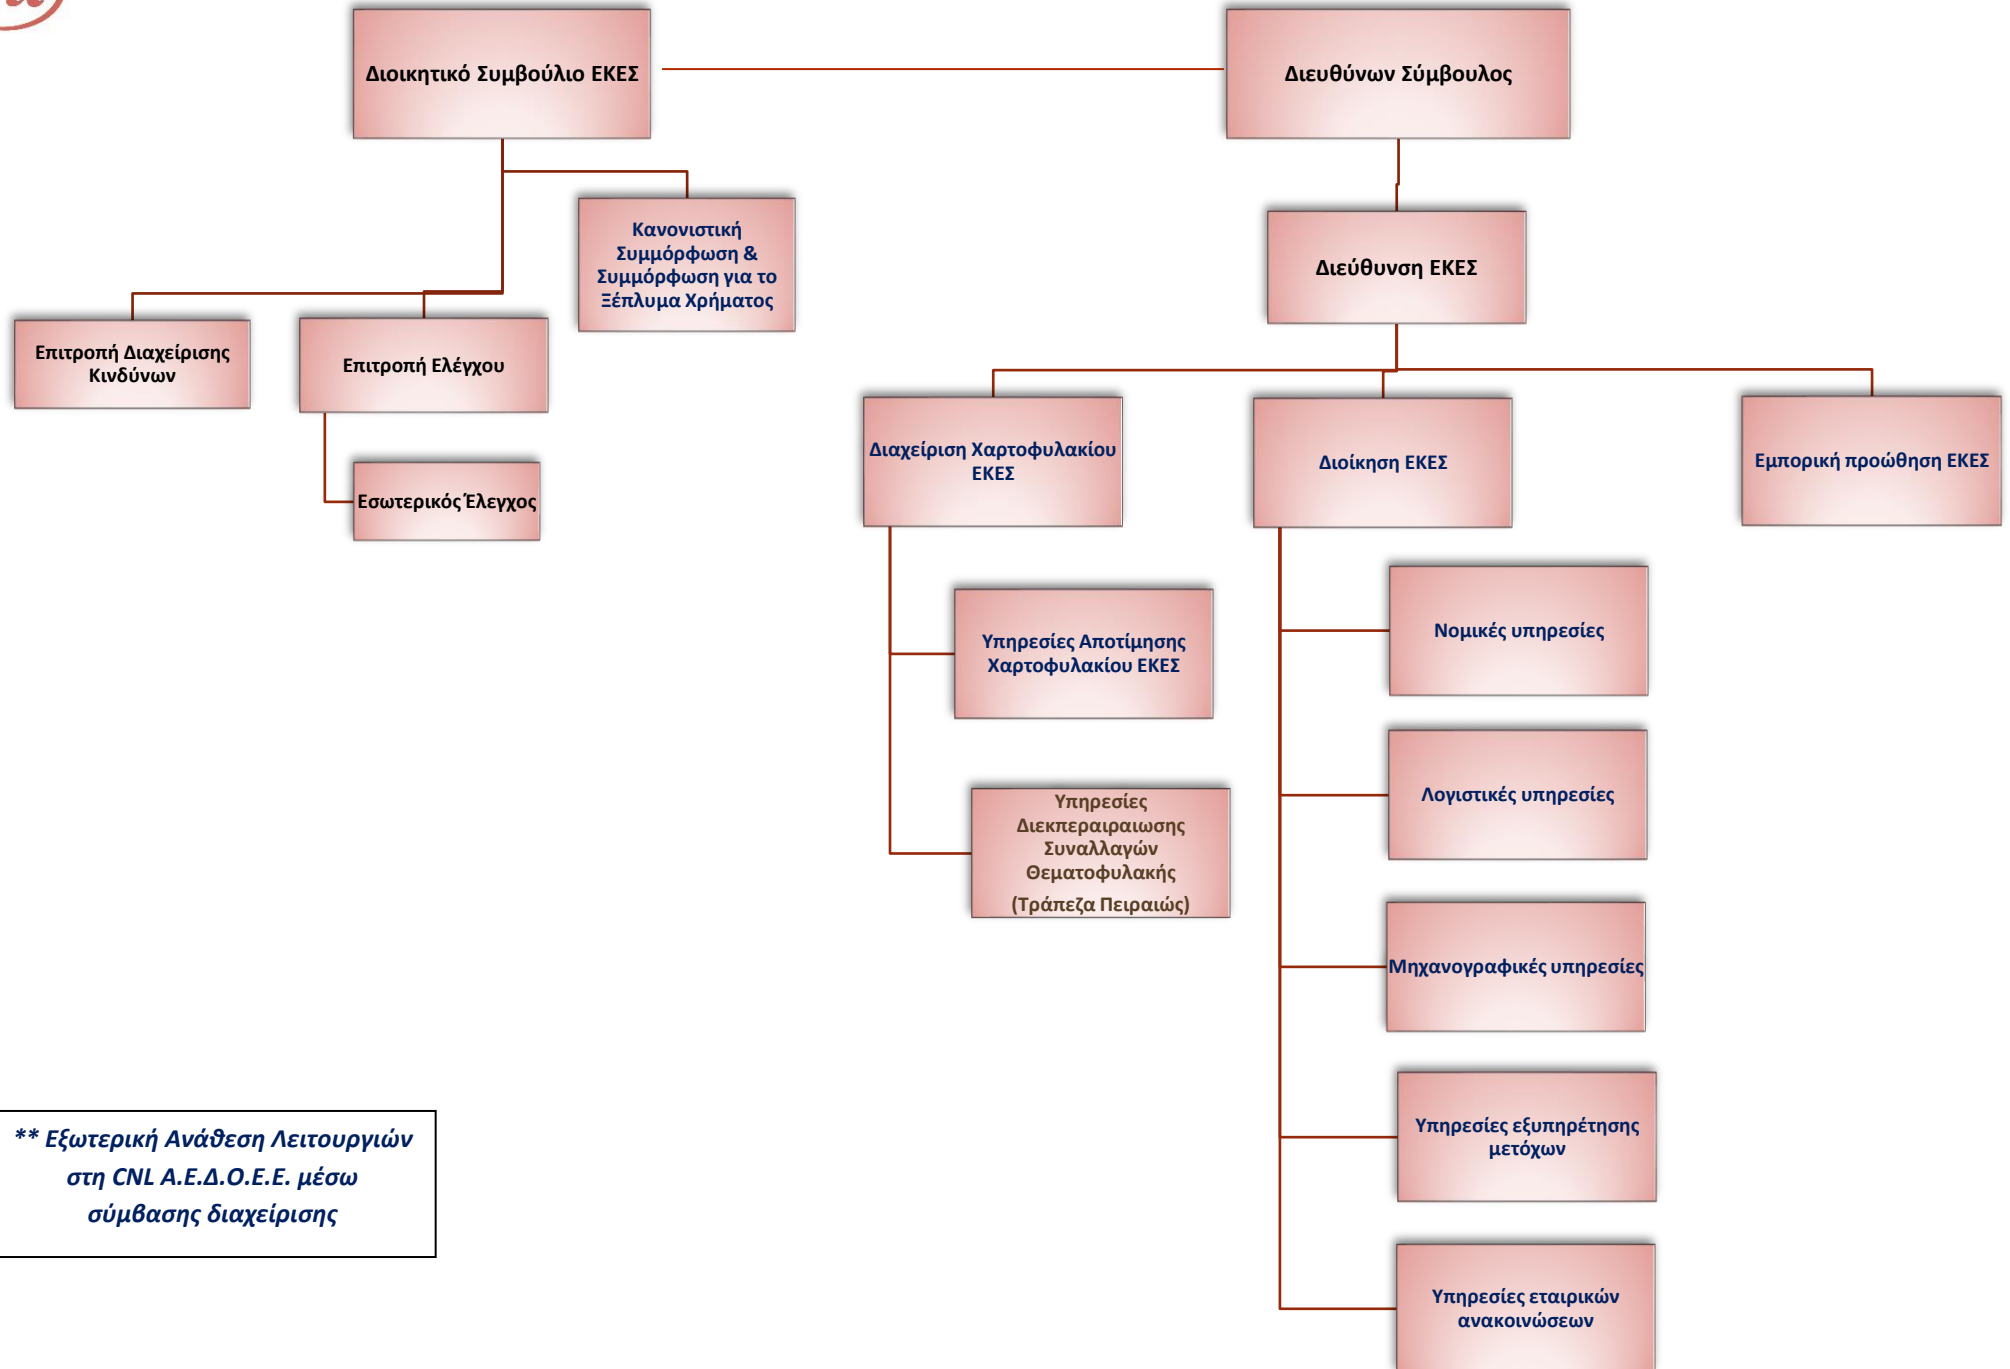 Διοικητικό Συμβούλιο ΕΚΕΣ
Διευθύνων Σύμβουλος
Κανονιστική
Συμμόρφωση &
Συμμόρφωση για το
Ξέπλυμα Χρήματος
Διεύθυνση ΕΚΕΣ
Επιτροπή Διαχείρισης
Κινδύνων
Επιτροπή Ελέγχου
Εσωτερικός Έλεγχος
Διαχείριση Χαρτοφυλακίου
ΕΚΕΣ
Διοίκηση ΕΚΕΣ
Εμπορική προώθηση ΕΚΕΣ
Υπηρεσίες Αποτίμησης
Χαρτοφυλακίου ΕΚΕΣ
Υπηρεσίες
Διεκπεραιραιωσης
Συναλλαγών
Θεματοφυλακής
(Τράπεζα Πειραιώς)
Νομικές υπηρεσίες
Λογιστικές υπηρεσίες
Μηχανογραφικές υπηρεσίες
Υπηρεσίες εξυπηρέτησης
μετόχων
Υπηρεσίες εταιρικών
ανακοινώσεων
** Εξωτερική Ανάθεση Λειτουργιών
στη CNL Α.Ε.Δ.Ο.Ε.Ε. μέσω
σύμβασης διαχείρισης